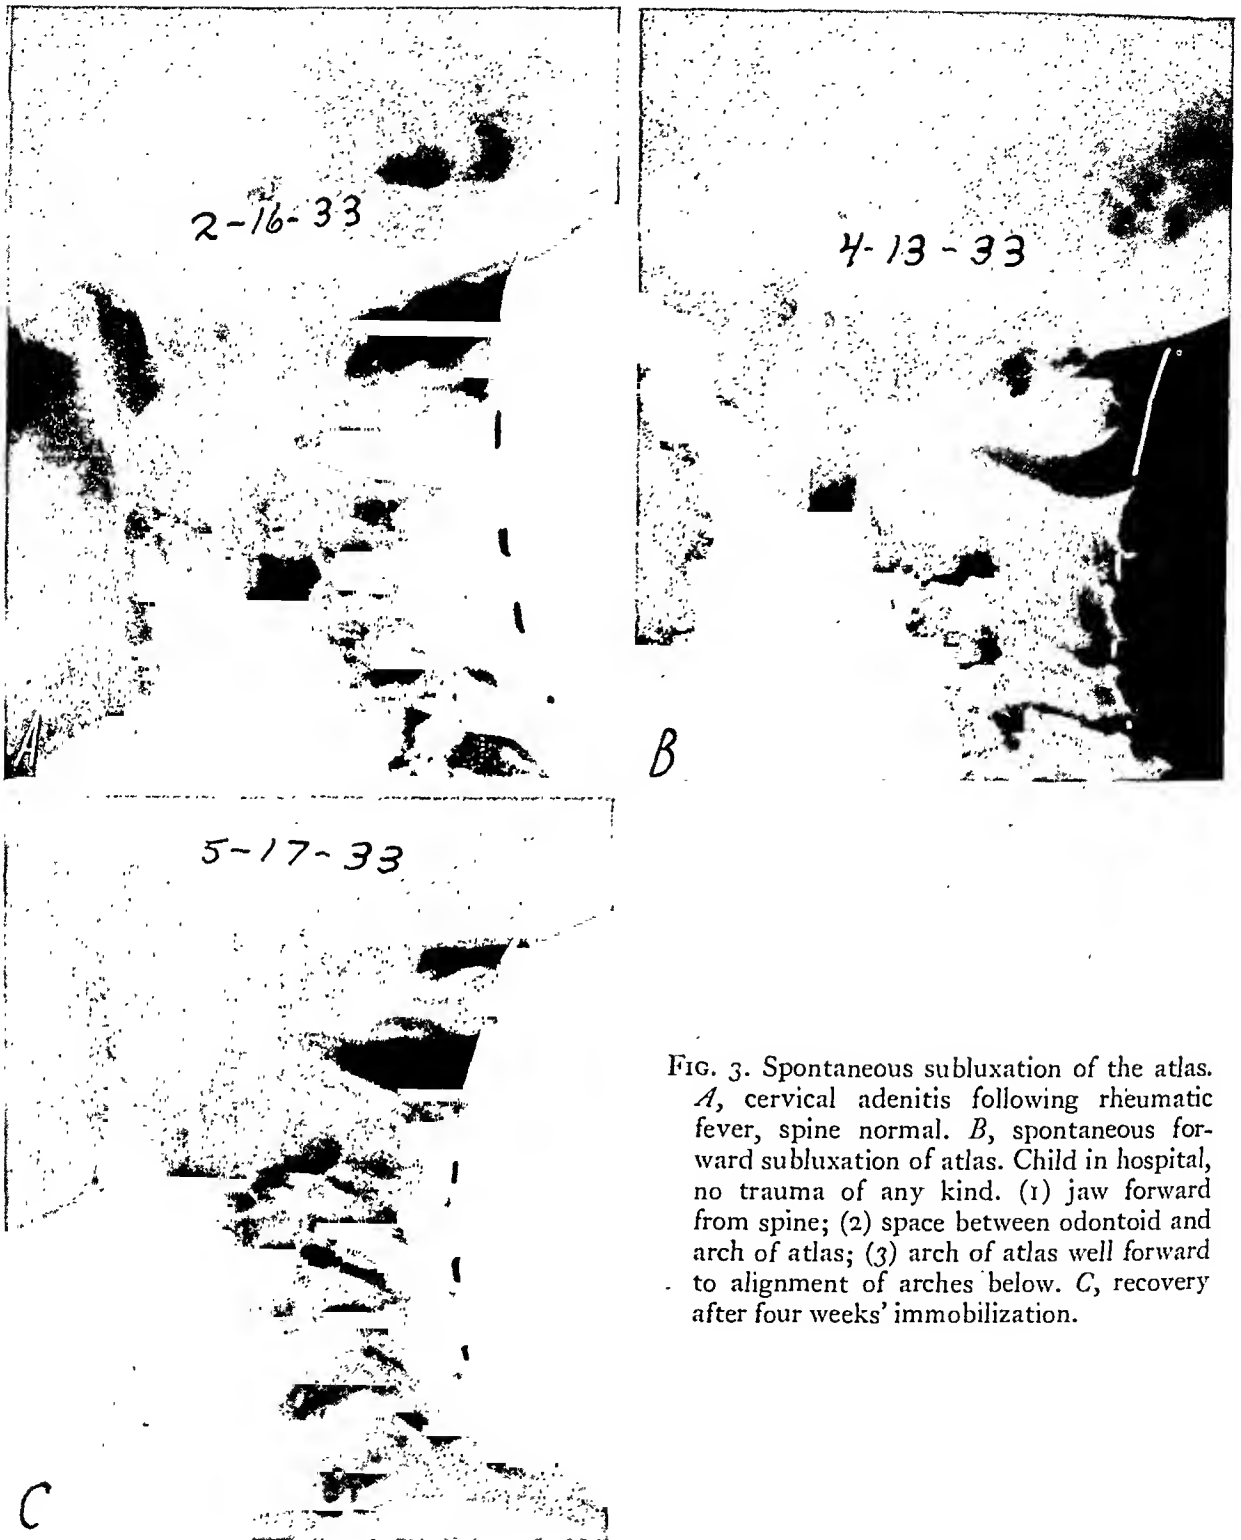 2-16-33
A
4-13-33
B
5-17-33
C
FIG. 3. Spontaneous subluxation of the atlas.
A, cervical adenitis following rheumatic
fever, spine normal. B, spontaneous for-
ward subluxation of atlas. Child in hospital,
no trauma of any kind. (1) jaw forward
from spine; (2) space between odontoid and
arch of atlas; (3) arch of atlas well forward
to alignment of arches below. C, recovery
after four weeks' immobilization.